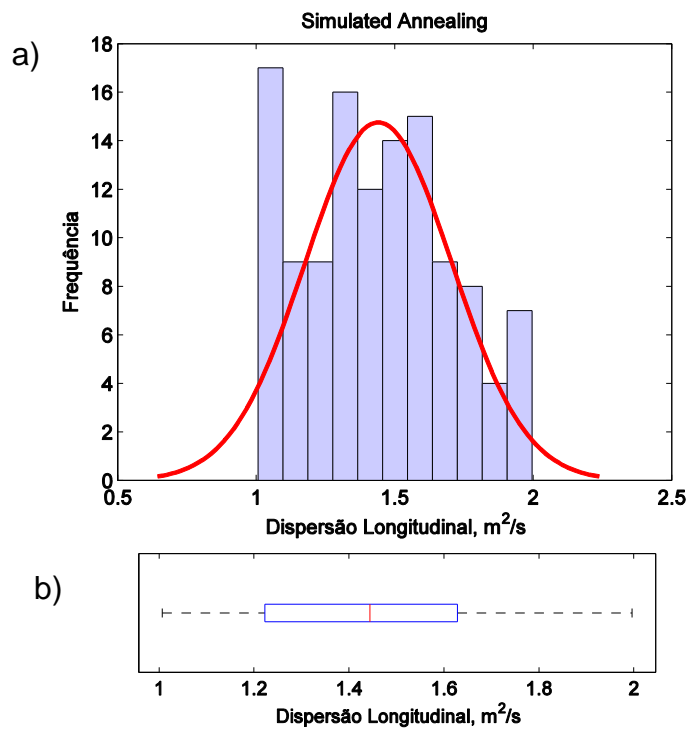 Simulated Annealing
a)
18
16
14
12
10
8
6
4
2
0
Frequência
0.5 1 1.5 2 2.5
Dispersão Longitudinal, m²/s
b)
1 1.2 1.4 1.6 1.8 2
Dispersão Longitudinal, m²/s